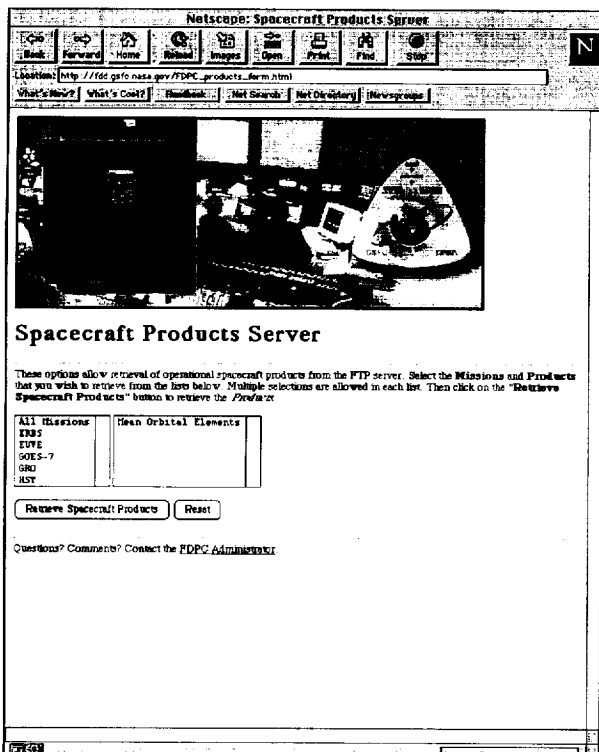 Netscape: Spacecraft Products Server
Back Forward Home Reload Images Open Print Find Stop
N
Location: http://fdd.gsfc.nasa.gov/FDPC_products_form.html
What's New? What's Cool? Handbook Net Search Net Directory Newsgroups
Spacecraft Products Server
These options allow retrieval of operational spacecraft products from the FTP server. Select the Missions and Products
that you wish to retrieve from the lists below. Multiple selections are allowed in each list. Then click on the "Retrieve
Spacecraft Products" button to retrieve the Products
All Missions Mean Orbital Elements
ERBS
EUVE
GOES-7
GRO
HST
Retrieve Spacecraft Products Reset
Questions? Comments? Contact the FDPC Administrator